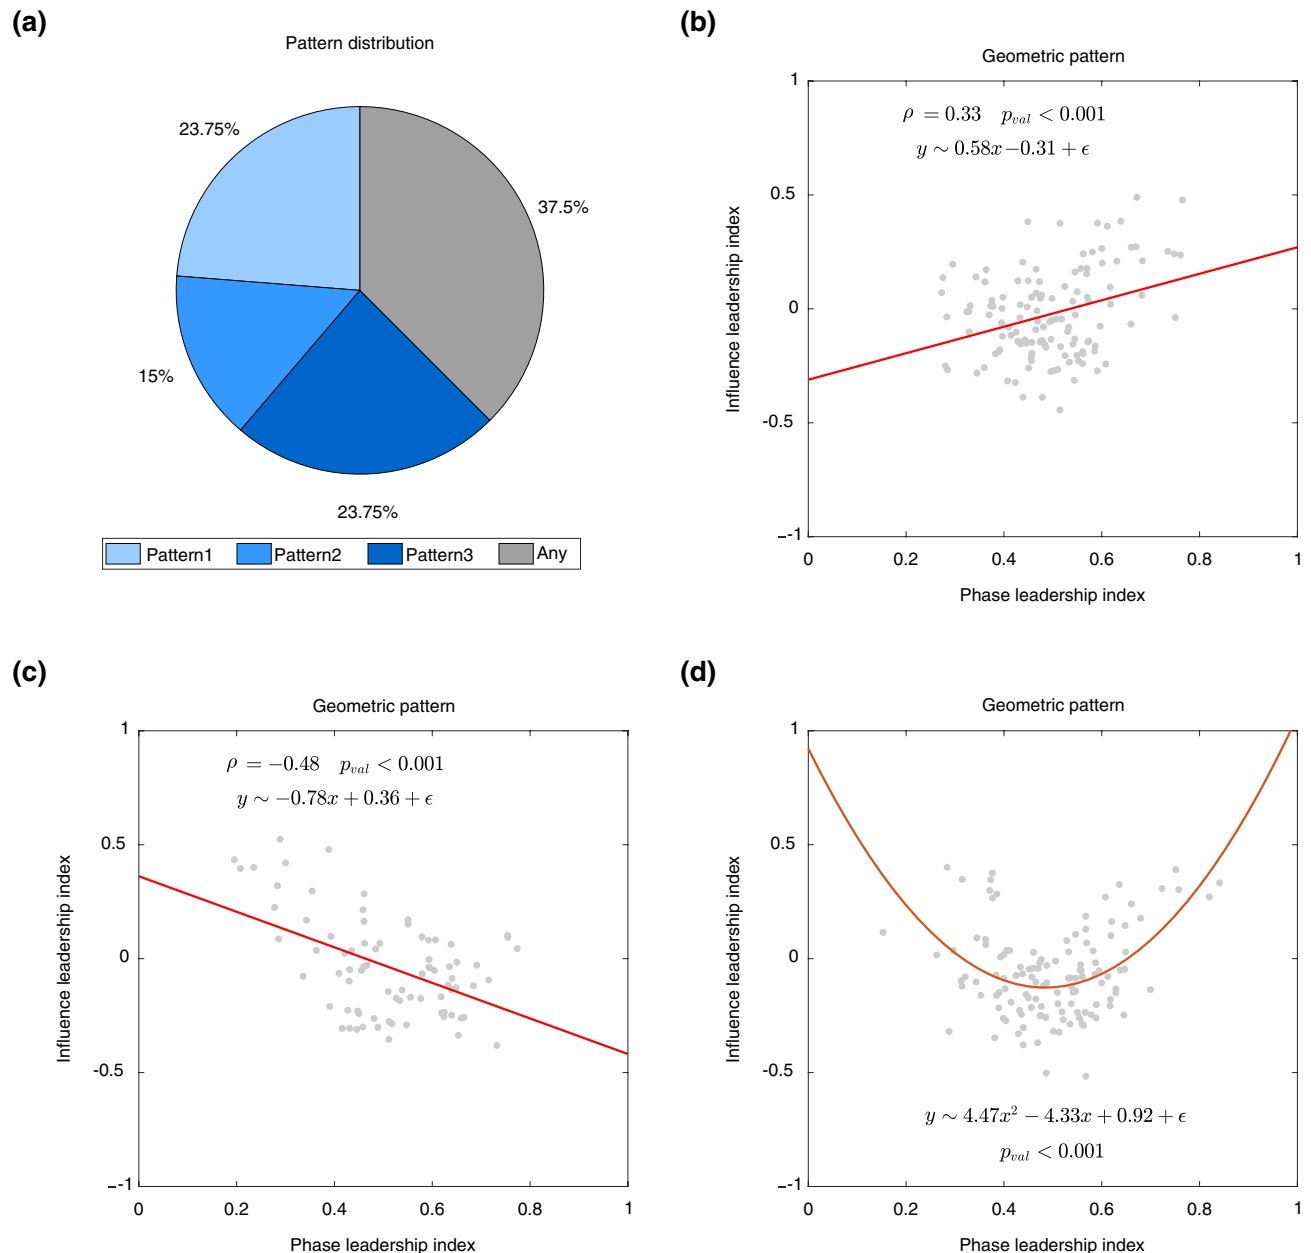 (a)
Pattern distribution
23.75%
37.5%
15%
23.75%
Pattern1 Pattern2 Pattern3 Any
(b)
Geometric pattern
ρ = 0.33 p_val < 0.001
y ∼ 0.58x−0.31 + ϵ
Influence leadership index
1
0.5
0
-0.5
−-1
0 0.2 0.4 0.6 0.8 1
Phase leadership index
(c)
Geometric pattern
ρ = −0.48 p_val < 0.001
y ∼ −0.78x + 0.36 + ϵ
Influence leadership index
1
0.5
0
-0.5
−-1
0 0.2 0.4 0.6 0.8 1
Phase leadership index
(d)
Geometric pattern
Influence leadership index
1
0.5
0
-0.5
−-1
y ∼ 4.47x² − 4.33x + 0.92 + ϵ
p_val < 0.001
0 0.2 0.4 0.6 0.8 1
Phase leadership index